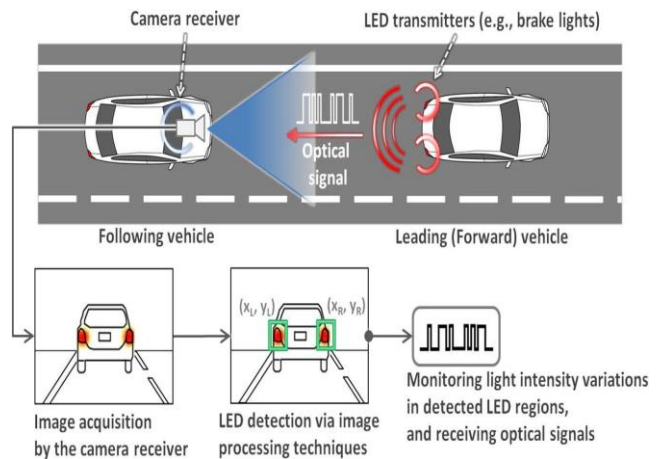 Camera receiver
LED transmitters (e.g., brake lights)
Optical
signal
Following vehicle
Leading (Forward) vehicle
(xL, yL)
(xR, yR)
Image acquisition
by the camera receiver
LED detection via image
processing techniques
Monitoring light intensity variations
in detected LED regions,
and receiving optical signals